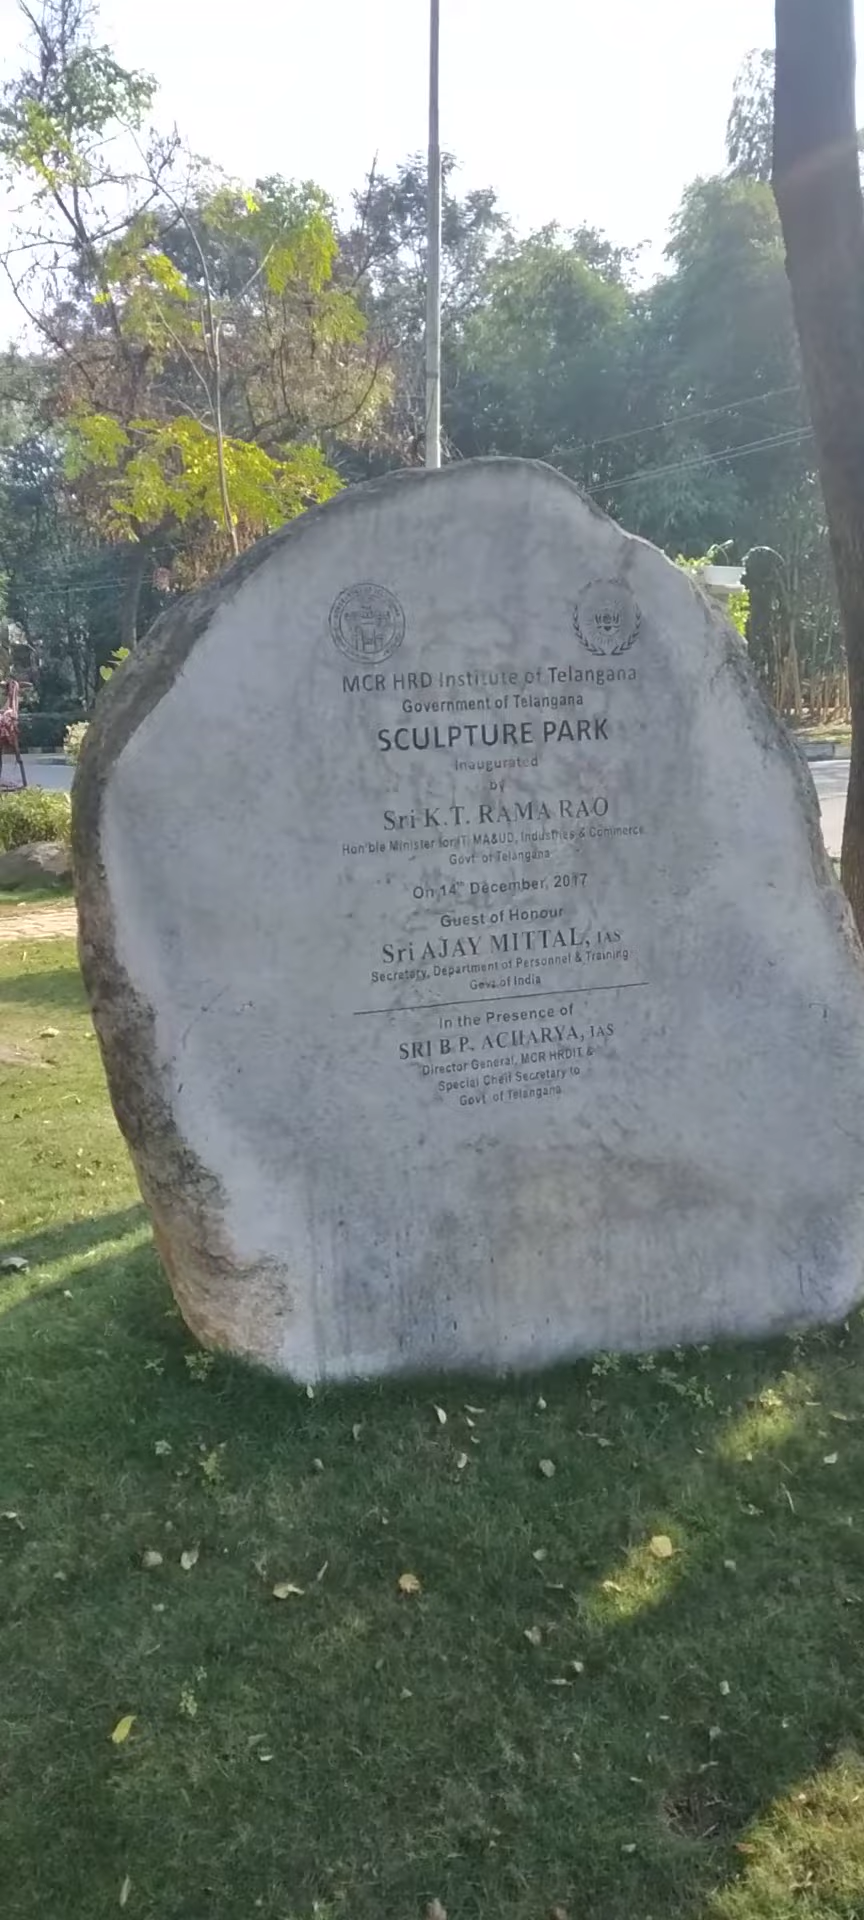 MCR HRD Institute of Telangana
Government of Telangana
SCULPTURE PARK
Inaugurated
by
Sri K.T. RAMA RAO
Hon'ble Minister for IT, MA&UD, Industries & Commerce
Govt. of Telangana
On 14th December, 2017
Guest of Honour
Sri AJAY MITTAL, IAS
Secretary, Department of Personnel & Training
Govt. of India
In the Presence of
SRI B P. ACHARYA, IAS
Director General, MCR HRDIT &
Special Cheif Secretary to
Govt. of Telangana